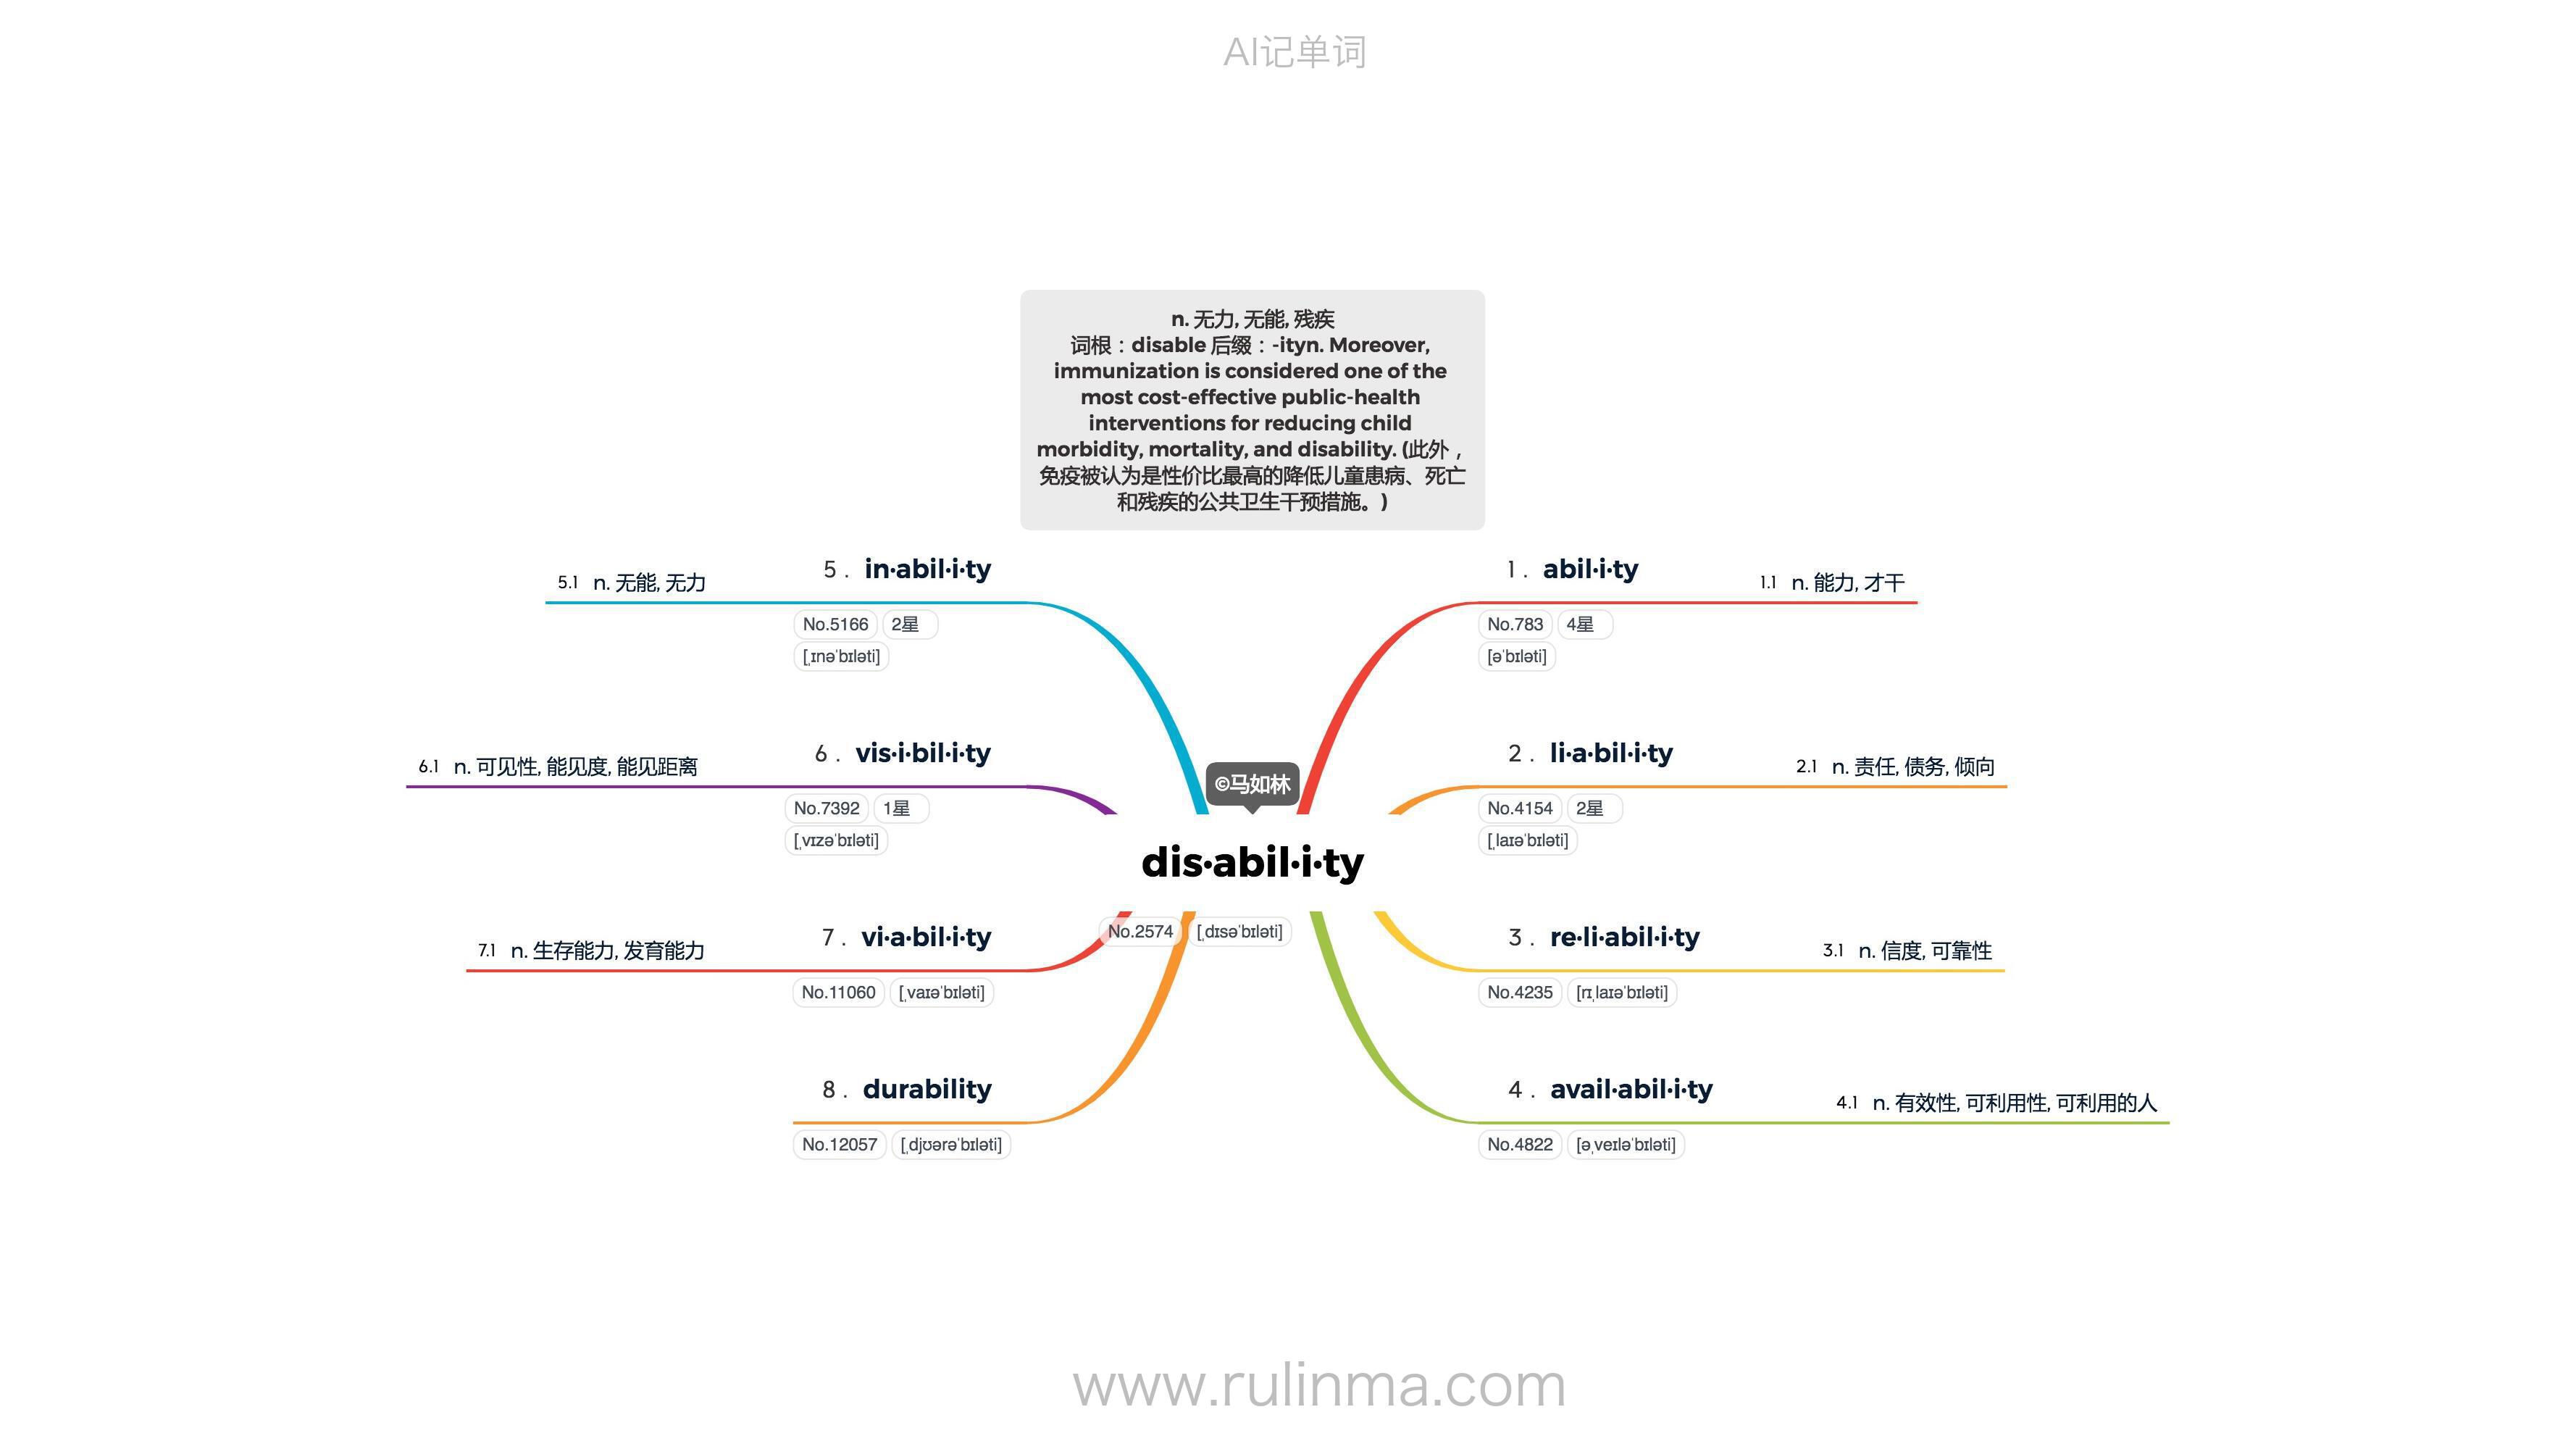 AI记单词
n. 无力, 无能, 残疾
词根：disable 后缀：-ityn. Moreover,
immunization is considered one of the
most cost-effective public-health
interventions for reducing child
morbidity, mortality, and disability. (此外，
免疫被认为是性价比最高的降低儿童患病、死亡
和残疾的公共卫生干预措施。)
©马如林
dis·abil·i·ty
No.2574 [ˌdɪsəˈbɪləti]
1. abil·i·ty
No.783 4星
[əˈbɪləti]
1.1 n. 能力, 才干
2. li·a·bil·i·ty
No.4154 2星
[ˌlaɪəˈbɪləti]
2.1 n. 责任, 债务, 倾向
3. re·li·abil·i·ty
No.4235 [rɪˌlaɪəˈbɪləti]
3.1 n. 信度, 可靠性
4. avail·abil·i·ty
No.4822 [əˌveɪləˈbɪləti]
4.1 n. 有效性, 可利用性, 可利用的人
5. in·abil·i·ty
No.5166 2星
[ˌɪnəˈbɪləti]
5.1 n. 无能, 无力
6. vis·i·bil·i·ty
No.7392 1星
[ˌvɪzəˈbɪləti]
6.1 n. 可见性, 能见度, 能见距离
7. vi·a·bil·i·ty
No.11060 [ˌvaɪəˈbɪləti]
7.1 n. 生存能力, 发育能力
8. durability
No.12057 [ˌdjʊərəˈbɪləti]
www.rulinma.com